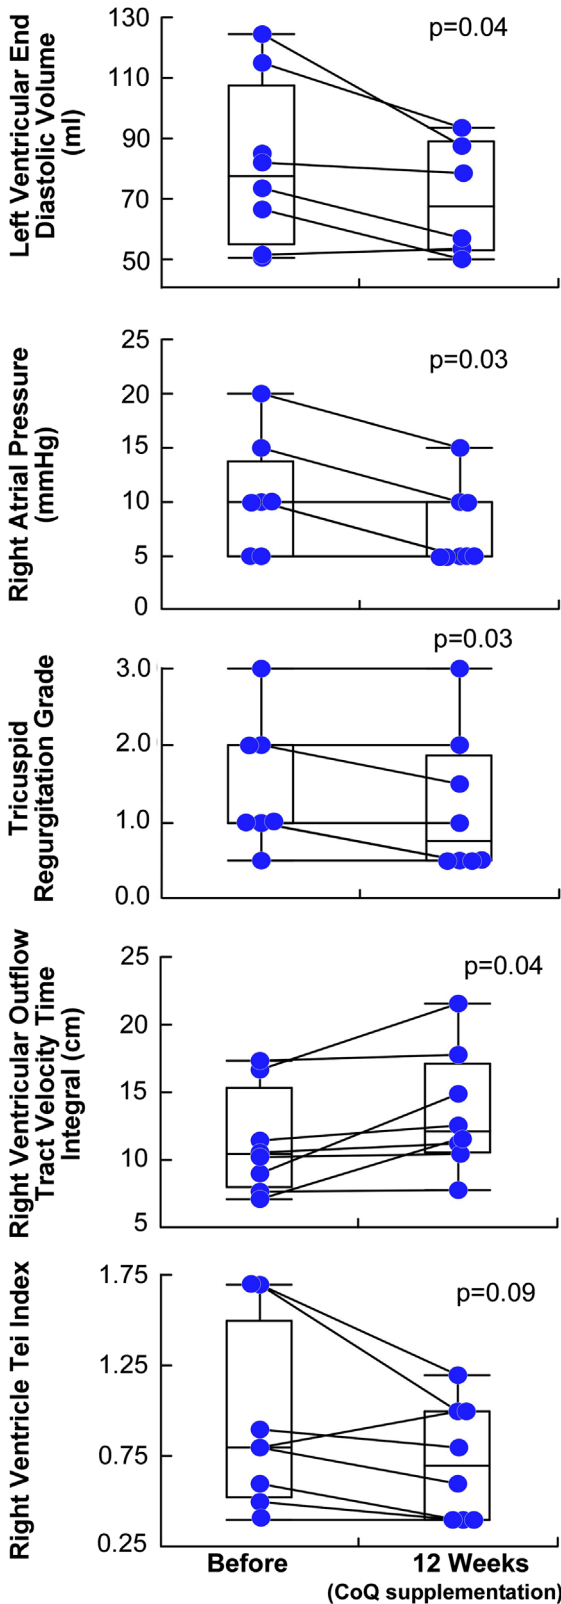 Left Ventricular End
Diastolic Volume
(ml)
130
110
90
70
50
p=0.04
Right Atrial Pressure
(mmHg)
25
20
15
10
5
0
p=0.03
Tricuspid
Regurgitation Grade
3.0
2.0
1.0
0.0
p=0.03
Right Ventricular Outflow
Tract Velocity Time
Integral (cm)
25
20
15
10
5
p=0.04
Right Ventricle Tei Index
1.75
1.25
0.75
0.25
p=0.09
Before
12 Weeks
(CoQ supplementation)